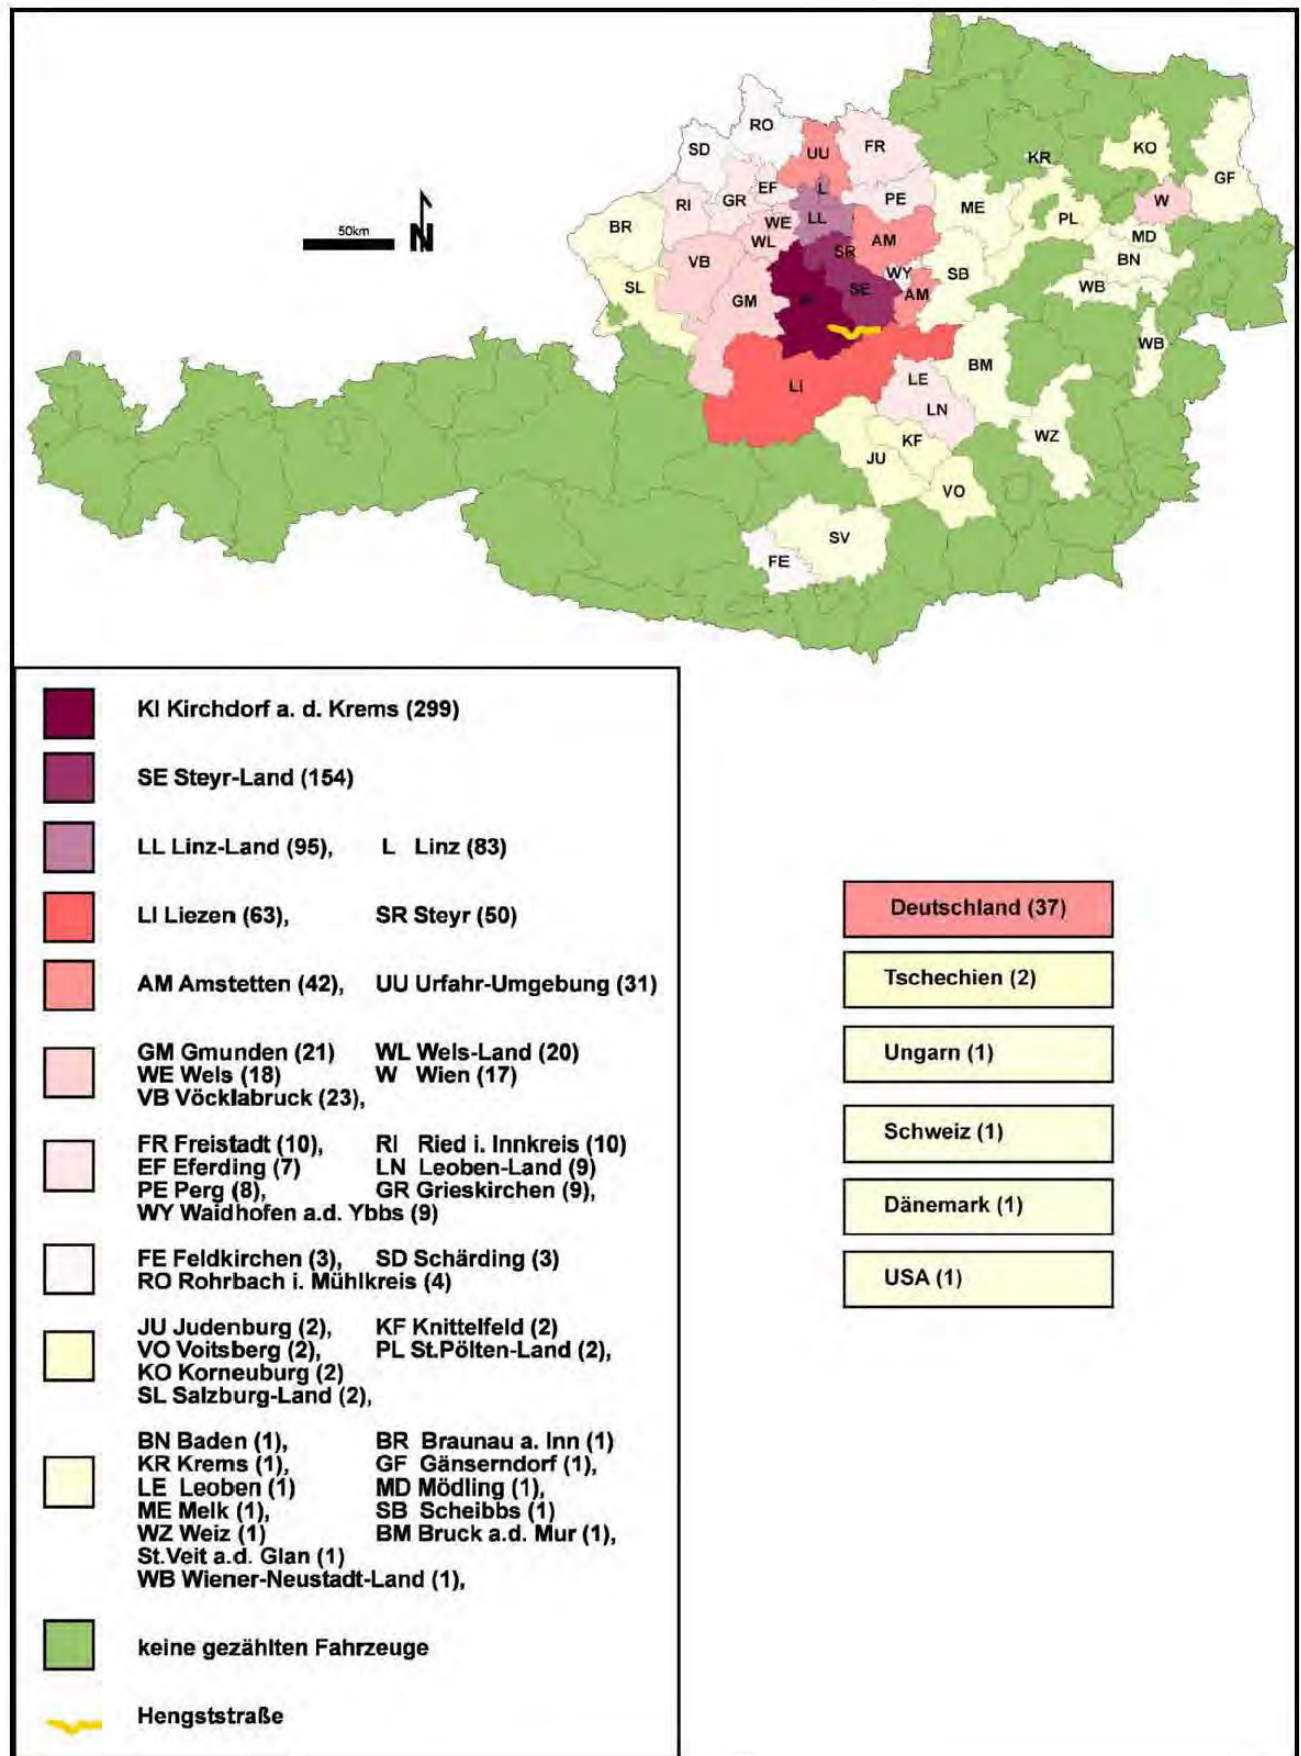 RO
SD
UU
FR
KR
KO
GF
EF
L
GR
RI
PE
ME
PL
W
LL
WE
BR
WL
AM
MD
SR
BN
VB
WY
SB
SL
SE
WB
GM
AM
WB
BM
LE
LI
LN
KF
WZ
JU
VO
SV
FE
50km
N
KI Kirchdorf a. d. Krems (299)
SE Steyr-Land (154)
LL Linz-Land (95), L Linz (83)
LI Liezen (63), SR Steyr (50)
AM Amstetten (42), UU Urfahr-Umgebung (31)
GM Gmunden (21) WL Wels-Land (20)
WE Wels (18) W Wien (17)
VB Vöcklabruck (23),
FR Freistadt (10), RI Ried i. Innkreis (10)
EF Eferding (7) LN Leoben-Land (9)
PE Perg (8), GR Grieskirchen (9),
WY Waidhofen a.d. Ybbs (9)
FE Feldkirchen (3), SD Schärding (3)
RO Rohrbach i. Mühlkreis (4)
JU Judenburg (2), KF Knittelfeld (2)
VO Voitsberg (2), PL St.Pölten-Land (2),
KO Korneuburg (2)
SL Salzburg-Land (2),
BN Baden (1), BR Braunau a. Inn (1)
KR Krems (1), GF Gänserndorf (1),
LE Leoben (1) MD Mödling (1),
ME Melk (1), SB Scheibbs (1)
WZ Weiz (1) BM Bruck a.d. Mur (1),
St.Veit a.d. Glan (1)
WB Wiener-Neustadt-Land (1),
keine gezählten Fahrzeuge
Hengststraße
Deutschland (37)
Tschechien (2)
Ungarn (1)
Schweiz (1)
Dänemark (1)
USA (1)